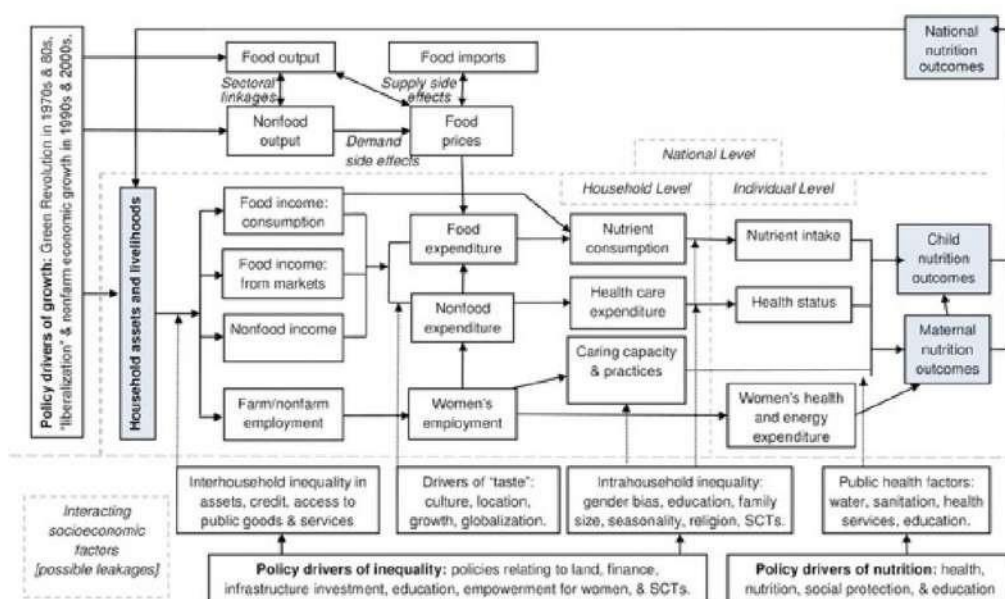 Policy drivers of growth: Green Revolution in 1970s & 80s,
"liberalization" & nonfarm economic growth in 1990s & 2000s.
Food output
Food imports
National
nutrition
outcomes
Sectoral
linkages
Supply side
effects
Nonfood
output
Demand
side effects
Food
prices
National Level
Household Level
Individual Level
Household assets and livelihoods
Food income:
consumption
Food
expenditure
Nutrient
consumption
Nutrient intake
Child
nutrition
outcomes
Food income:
from markets
Nonfood
expenditure
Health care
expenditure
Health status
Nonfood income
Maternal
nutrition
outcomes
Caring capacity
& practices
Farm/nonfarm
employment
Women's
employment
Women's health
and energy
expenditure
Interacting
socioeconomic
factors
[possible leakages]
Interhousehold inequality in
assets, credit, access to
public goods & services
Drivers of "taste":
culture, location,
growth, globalization.
Intrahousehold inequality:
gender bias, education, family
size, seasonality, religion, SCTs.
Public health factors:
water, sanitation, health
services, education.
Policy drivers of inequality: policies relating to land, finance,
infrastructure investment, education, empowerment for women, & SCTs.
Policy drivers of nutrition: health,
nutrition, social protection, & education